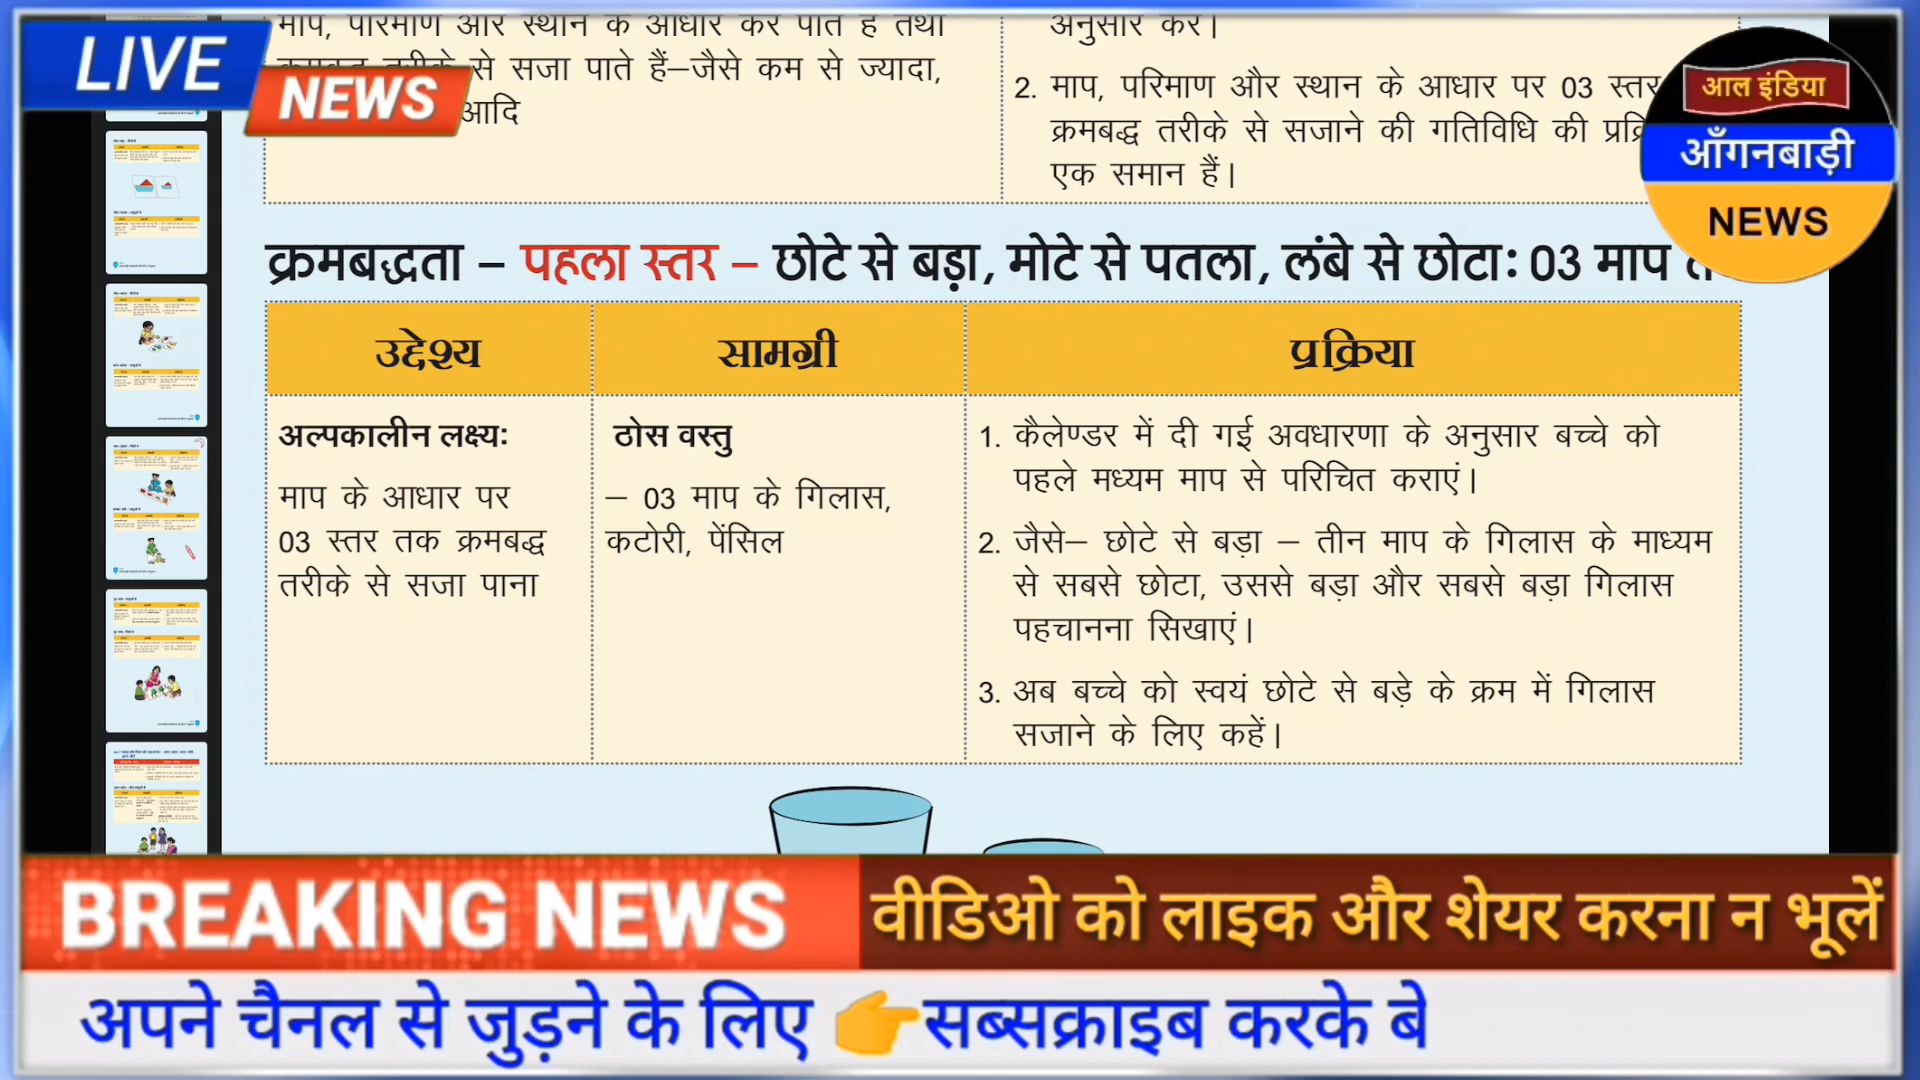 माप, परिमाण और स्थान के आधार कर पाते हैं तथा
से सजा पाते हैं–जैसे कम से ज्यादा,
आदि
अनुसार करें।
2. माप, परिमाण और स्थान के आधार पर 03 स्तर
क्रमबद्ध तरीके से सजाने की गतिविधि की
एक समान हैं।
LIVE
NEWS
आल इंडिया
आँगनबाड़ी
NEWS
क्रमबद्धता – पहला स्तर – छोटे से बड़ा, मोटे से पतला, लंबे से छोटा: 03 माप
उद्देश्य
सामग्री
प्रक्रिया
अल्पकालीन लक्ष्य:
माप के आधार पर
03 स्तर तक क्रमबद्ध
तरीके से सजा पाना
ठोस वस्तु
– 03 माप के गिलास,
कटोरी, पेंसिल
1. कैलेण्डर में दी गई अवधारणा के अनुसार बच्चे को
पहले मध्यम माप से परिचित कराएं।
2. जैसे– छोटे से बड़ा – तीन माप के गिलास के माध्यम
से सबसे छोटा, उससे बड़ा और सबसे बड़ा गिलास
पहचानना सिखाएं।
3. अब बच्चे को स्वयं छोटे से बड़े के क्रम में गिलास
सजाने के लिए कहें।
BREAKING NEWS
वीडिओ को लाइक और शेयर करना न भूलें
अपने चैनल से जुड़ने के लिए 👉सब्सक्राइब करके बे